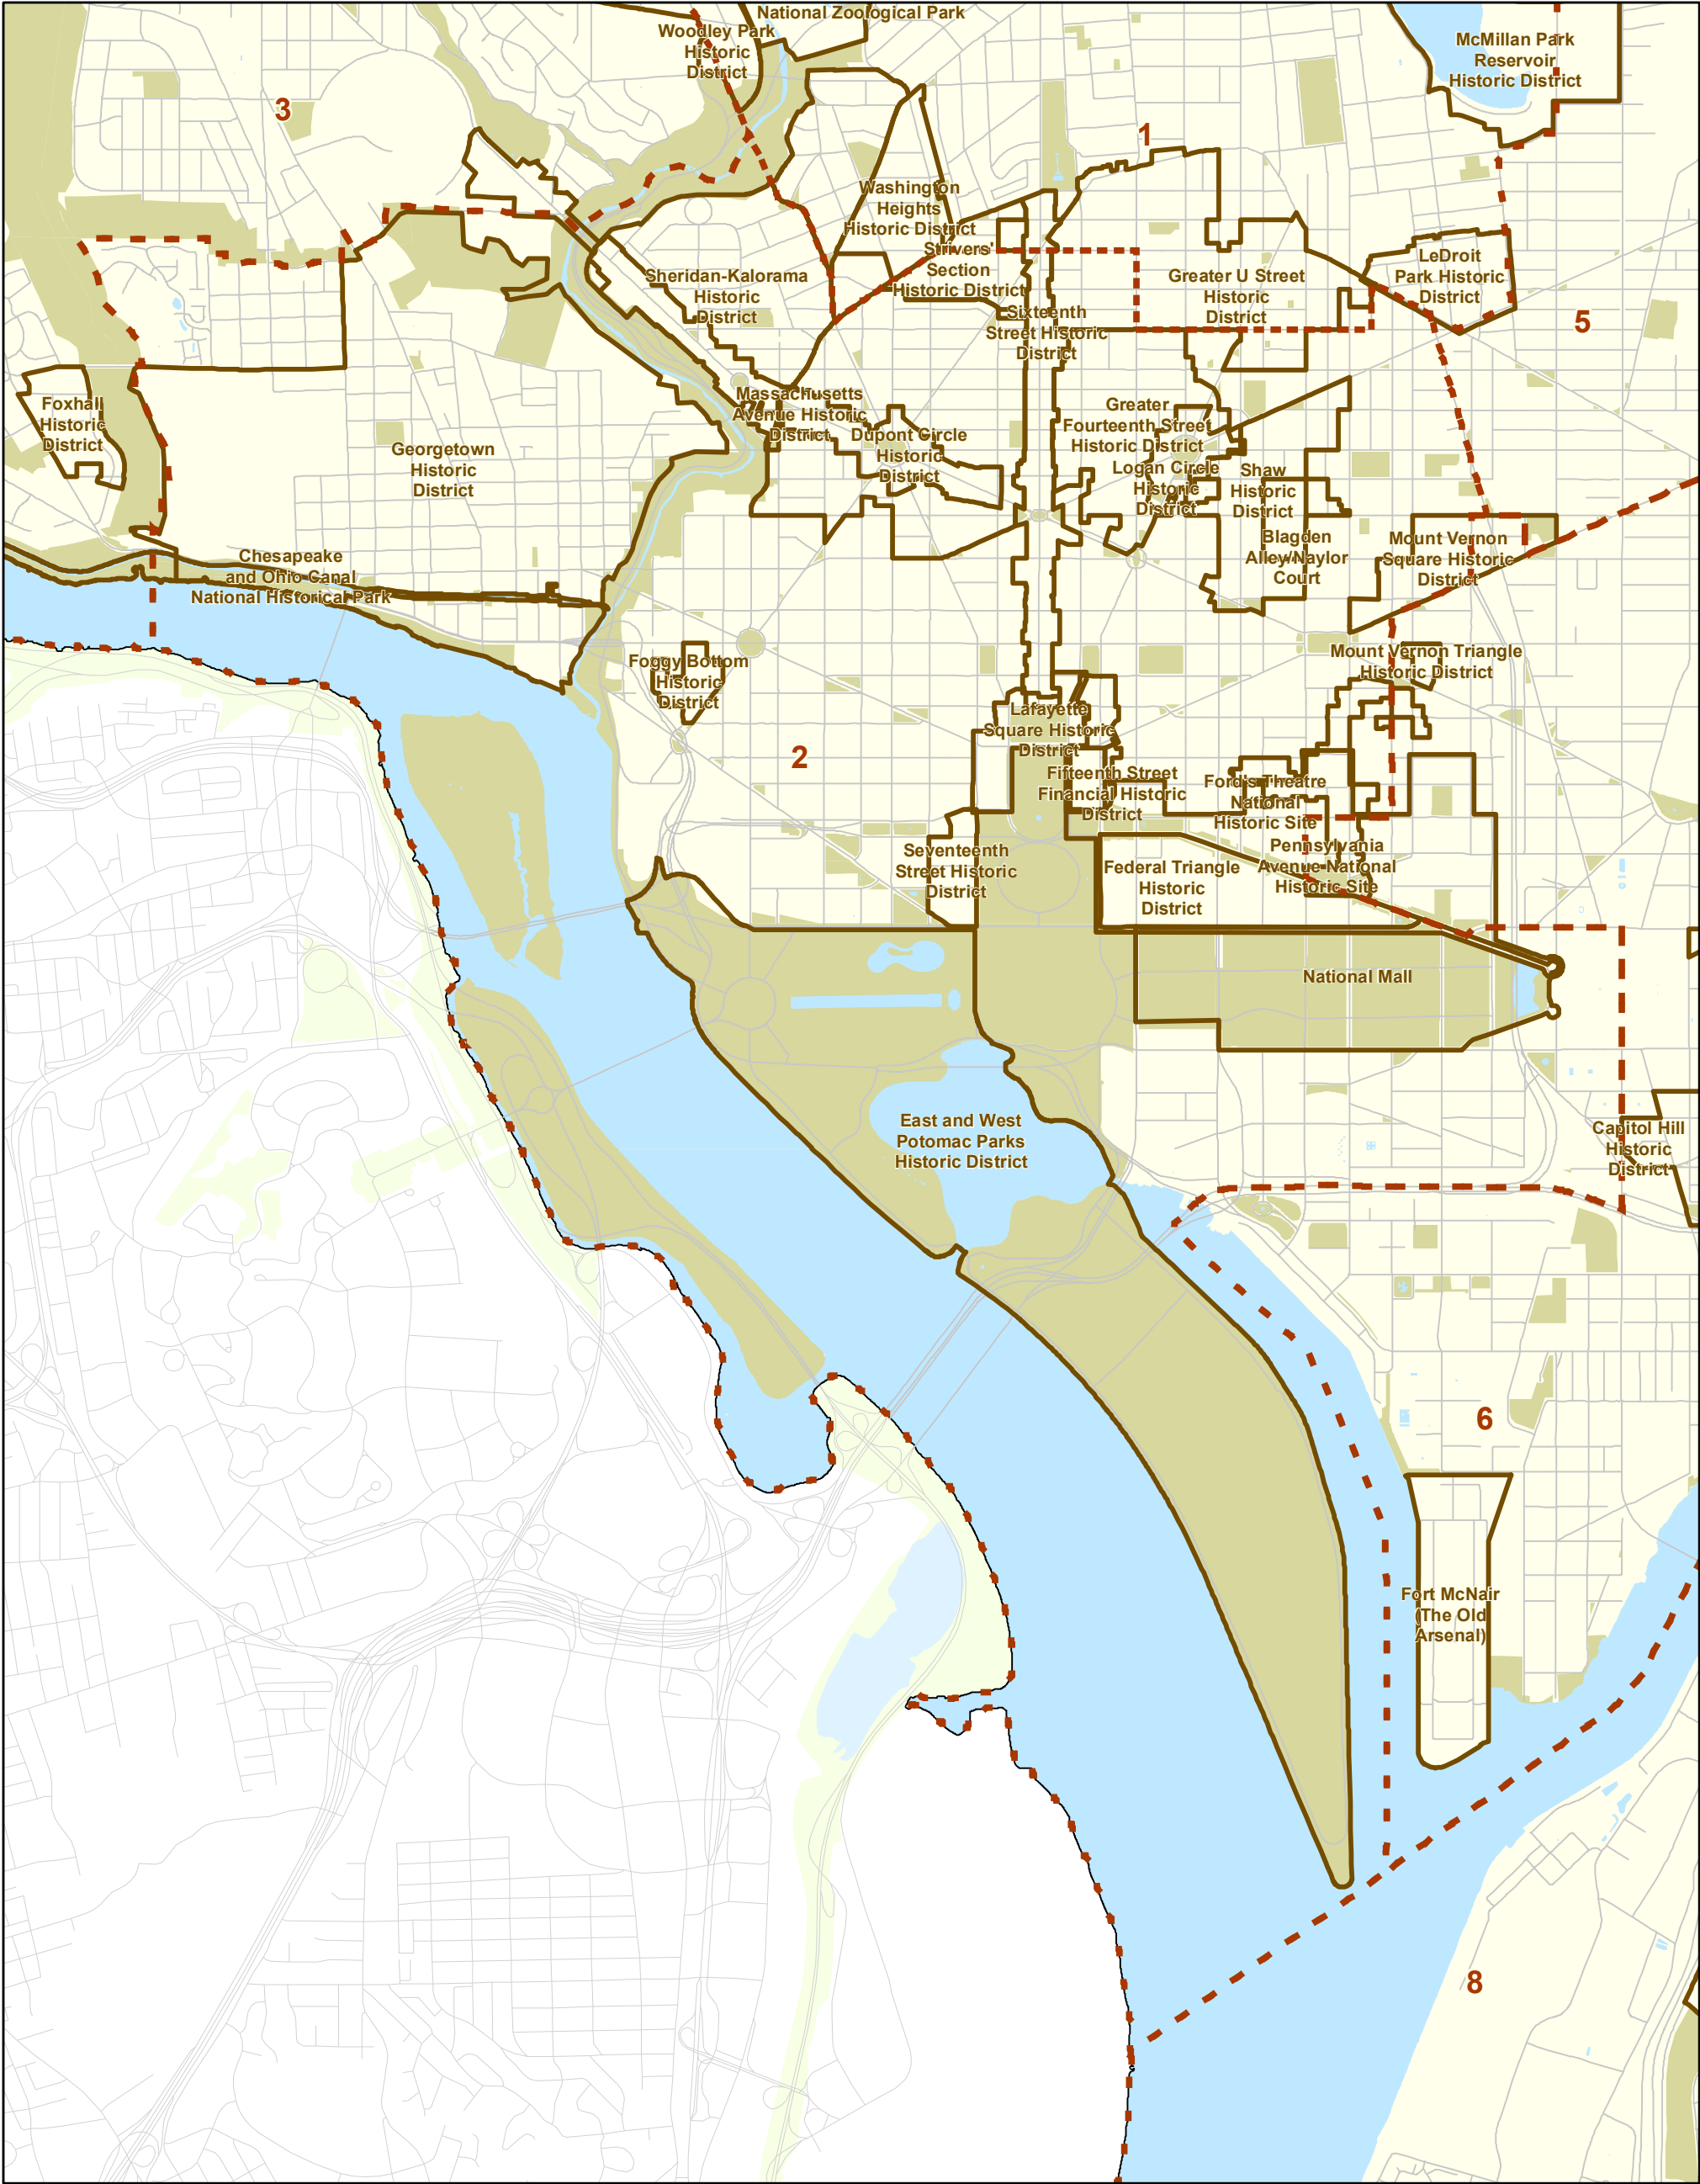 National Zoological Park
Woodley Park
Historic
District
McMillan Park
Reservoir
Historic District
3
1
Washington
Heights
Historic District
Strivers'
Section
Historic District
Sheridan-Kalorama
Historic
District
Greater U Street
Historic
District
LeDroit
Park Historic
District
5
Sixteenth
Street Historic
District
Foxhall
Historic
District
Georgetown
Historic
District
Massachusetts
Avenue Historic
District
Dupont Circle
Historic
District
Greater
Fourteenth Street
Historic District
Logan Circle
Historic
District
Shaw
Historic
District
Blagden
Alley/Naylor
Court
Mount Vernon
Square Historic
District
Chesapeake
and Ohio Canal
National Historical Park
Foggy Bottom
Historic
District
Mount Vernon Triangle
Historic District
2
Lafayette
Square Historic
District
Fifteenth Street
Financial Historic
District
Ford's Theatre
National
Historic Site
Seventeenth
Street Historic
District
Federal Triangle
Historic
District
Pennsylvania
Avenue National
Historic Site
National Mall
East and West
Potomac Parks
Historic District
Capitol Hill
Historic
District
6
Fort McNair
(The Old
Arsenal)
8